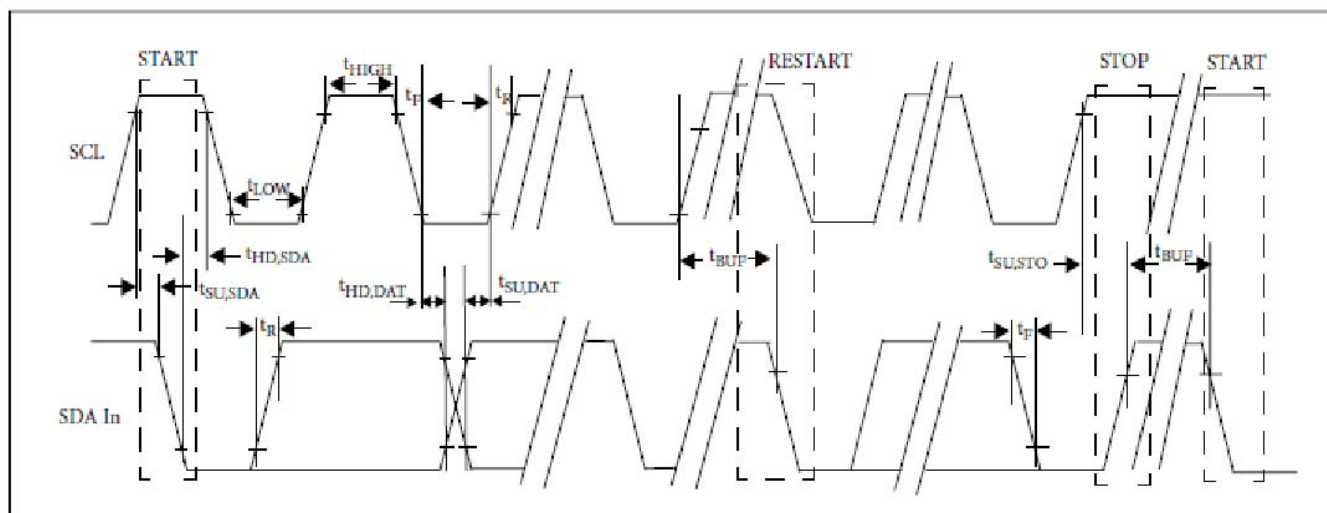 START
RESTART
STOP
START
tHIGH
tF
tR
SCL
tLOW
tHD,SDA
tBUF
tSU,STO
tBUF
tSU,SDA
tHD,DAT
tSU,DAT
tR
tF
SDA In